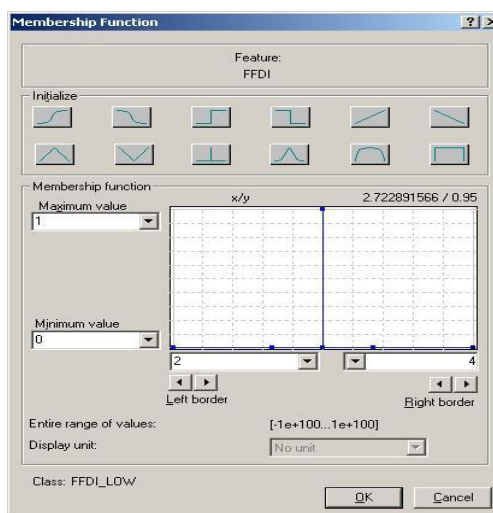 Membership Function
Feature:
FFDI
Initialize
Membership function
x/y 2.722891566 / 0.95
Maximum value
1
Minimum value
0
2 4
Left border Right border
Entire range of values: [-1e+100...1e+100]
Display unit: No unit
Class: FFDI_LOW
OK Cancel